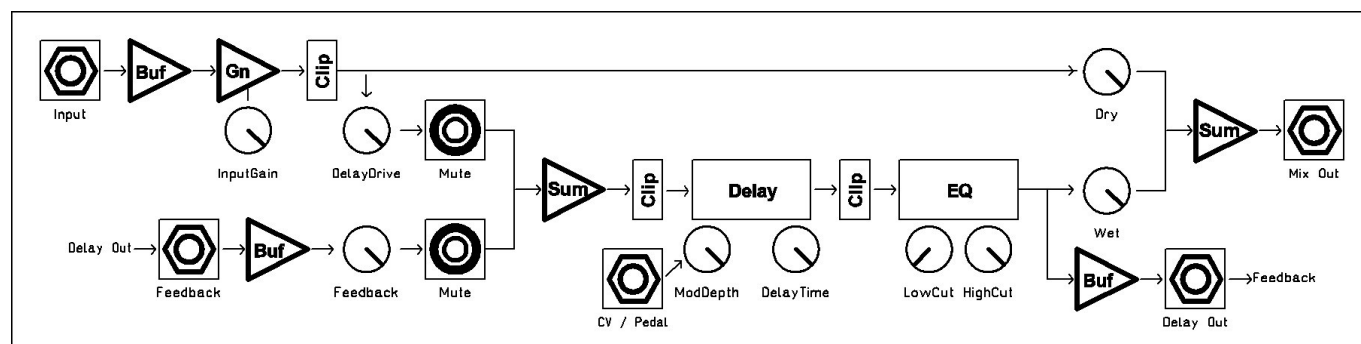 Input
Buf
Gn
Clip
InputGain
DelayDrive
Mute
Dry
Sum
Mix Out
Delay Out
Feedback
Buf
Feedback
Mute
Sum
Clip
Delay
Clip
EQ
Wet
CV / Pedal
ModDepth
DelayTime
LowCut
HighCut
Buf
Delay Out
Feedback